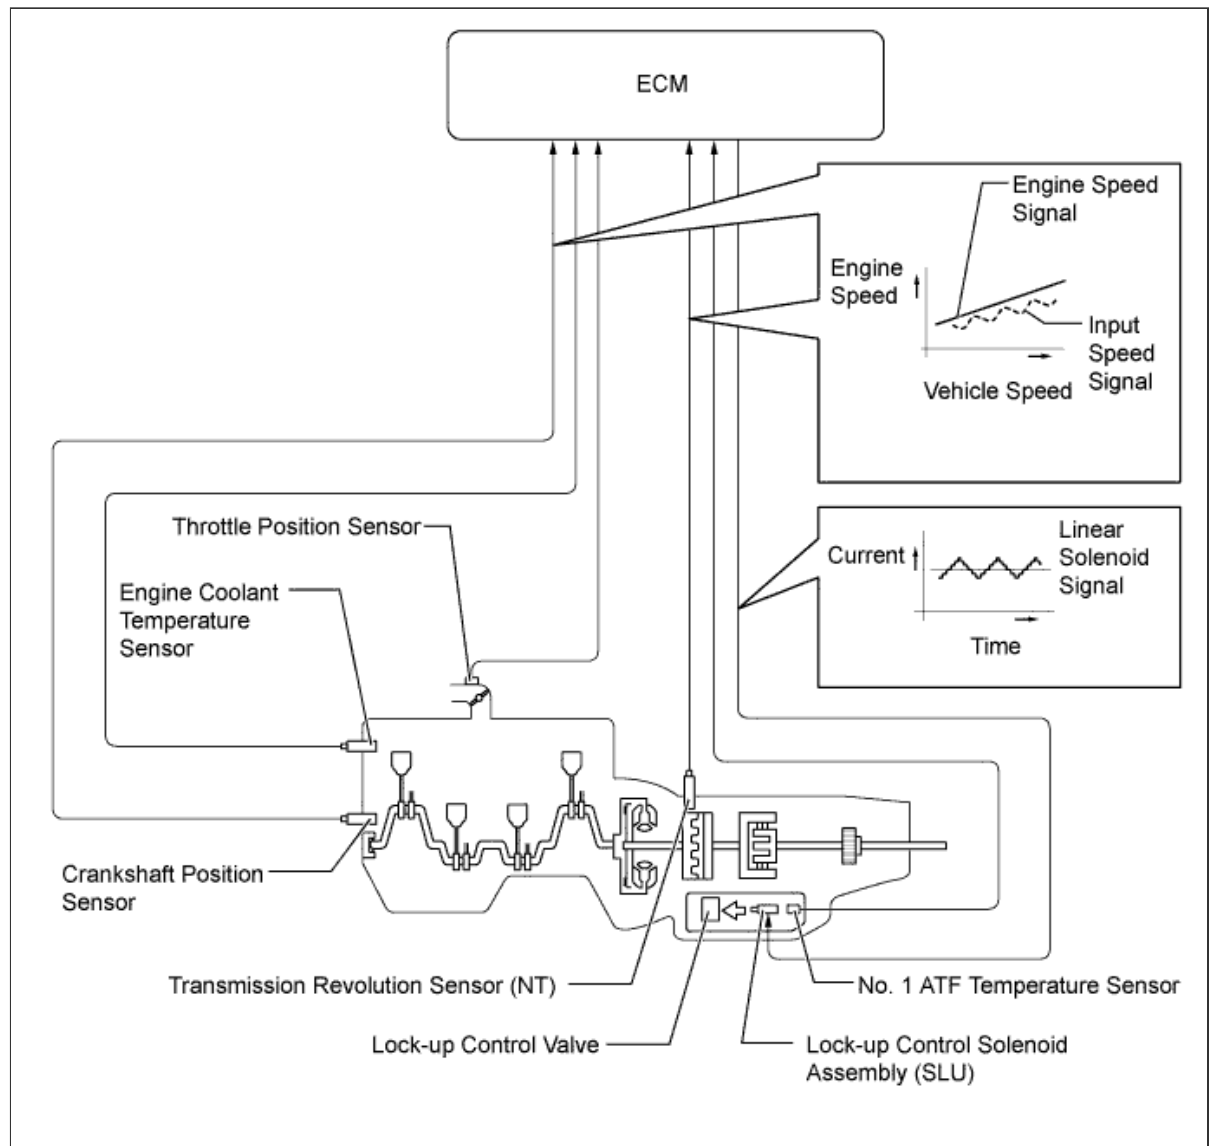 ECM
Engine Speed
Signal
Engine
Speed
Input
Speed
Signal
Vehicle Speed
Linear
Solenoid
Signal
Current
Time
Throttle Position Sensor
Engine Coolant
Temperature
Sensor
Crankshaft Position
Sensor
Transmission Revolution Sensor (NT)
No. 1 ATF Temperature Sensor
Lock-up Control Valve
Lock-up Control Solenoid
Assembly (SLU)